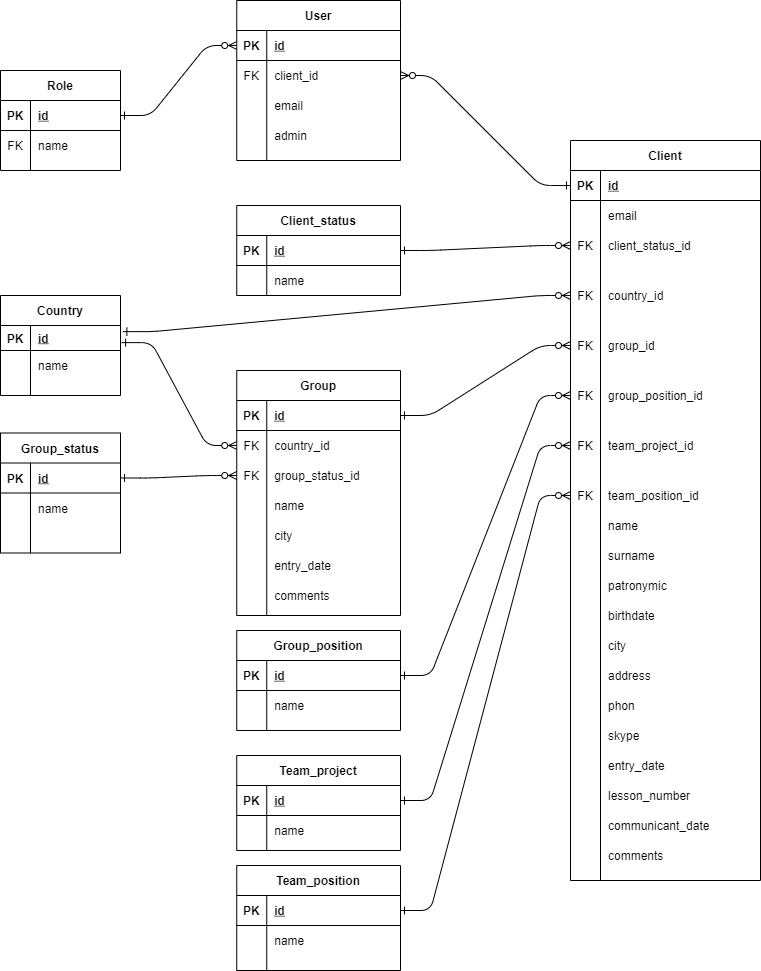 User
PK id
FK client_id
email
admin
Role
PK id
FK name
Client
PK id
email
FK client_status_id
FK country_id
FK group_id
FK group_position_id
FK team_project_id
FK team_position_id
name
surname
patronymic
birthdate
city
address
phon
skype
entry_date
lesson_number
communicant_date
comments
Client_status
PK id
name
Country
PK id
name
Group
PK id
FK country_id
FK group_status_id
name
city
entry_date
comments
Group_status
PK id
name
Group_position
PK id
name
Team_project
PK id
name
Team_position
PK id
name